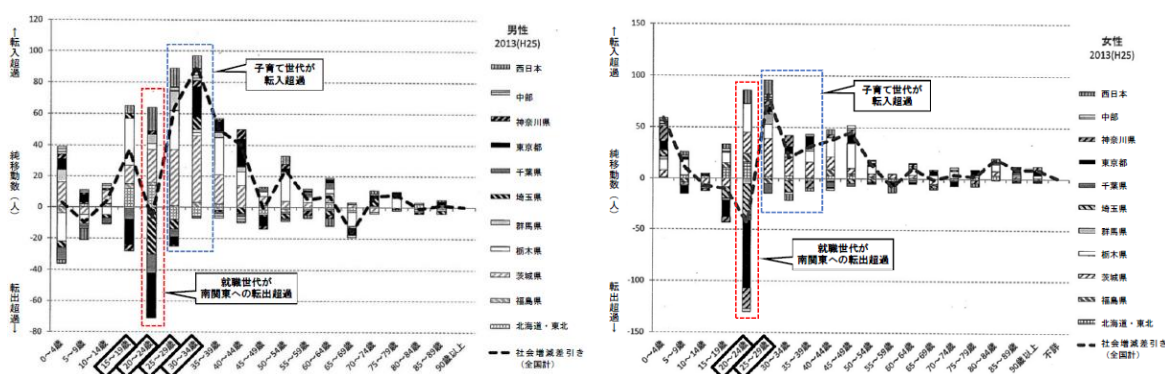 男性
2013(H25)
↑転入超過
純移動数(人)
転出超過↓
120
100
80
60
40
20
0
-20
-40
-60
-80
子育て世代が
転入超過
就職世代が
南関東への転出超過
西日本
中部
神奈川県
東京都
千葉県
埼玉県
群馬県
栃木県
茨城県
福島県
北海道・東北
社会増減差引き
(全国計)
0~4歳
5~9歳
10~14歳
15~19歳
20~24歳
25~29歳
30~34歳
35~39歳
40~44歳
45~49歳
50~54歳
55~59歳
60~64歳
65~69歳
70~74歳
75~79歳
80~84歳
85~89歳
90歳以上
女性
2013(H25)
↑転入超過
純移動数(人)
転出超過↓
150
100
50
0
-50
-100
-150
子育て世代が
転入超過
就職世代が
南関東への転出超過
西日本
中部
神奈川県
東京都
千葉県
埼玉県
群馬県
栃木県
茨城県
福島県
北海道・東北
社会増減差引き
(全国計)
0~4歳
5~9歳
10~14歳
15~19歳
20~24歳
25~29歳
30~34歳
35~39歳
40~44歳
45~49歳
50~54歳
55~59歳
60~64歳
65~69歳
70~74歳
75~79歳
80~84歳
85~89歳
90歳以上
不詳